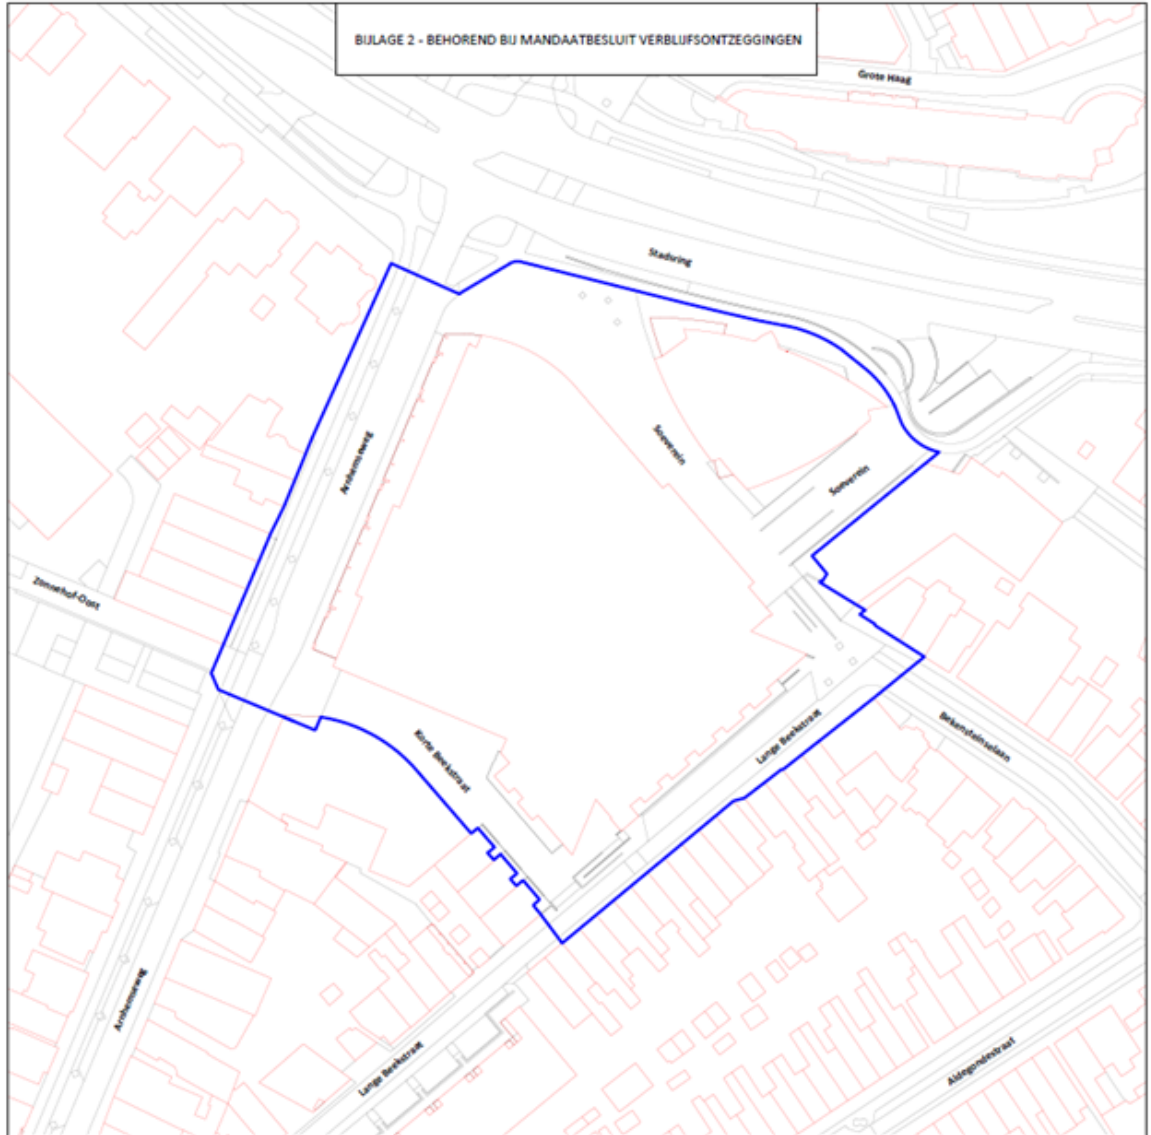 BIJLAGE 2 - BEHOREND BIJ MANDAATBESLUIT VERBLIJFSONTZEGGINGEN
Grote Haag
Stadsring
Arnhemseweg
Soeverein
Soeverein
Zonnehof-Oost
Korte Beekstraat
Lange Beekstraat
Bekensteinselaan
Arnhemseweg
Lange Beekstraat
Aldegondestraat